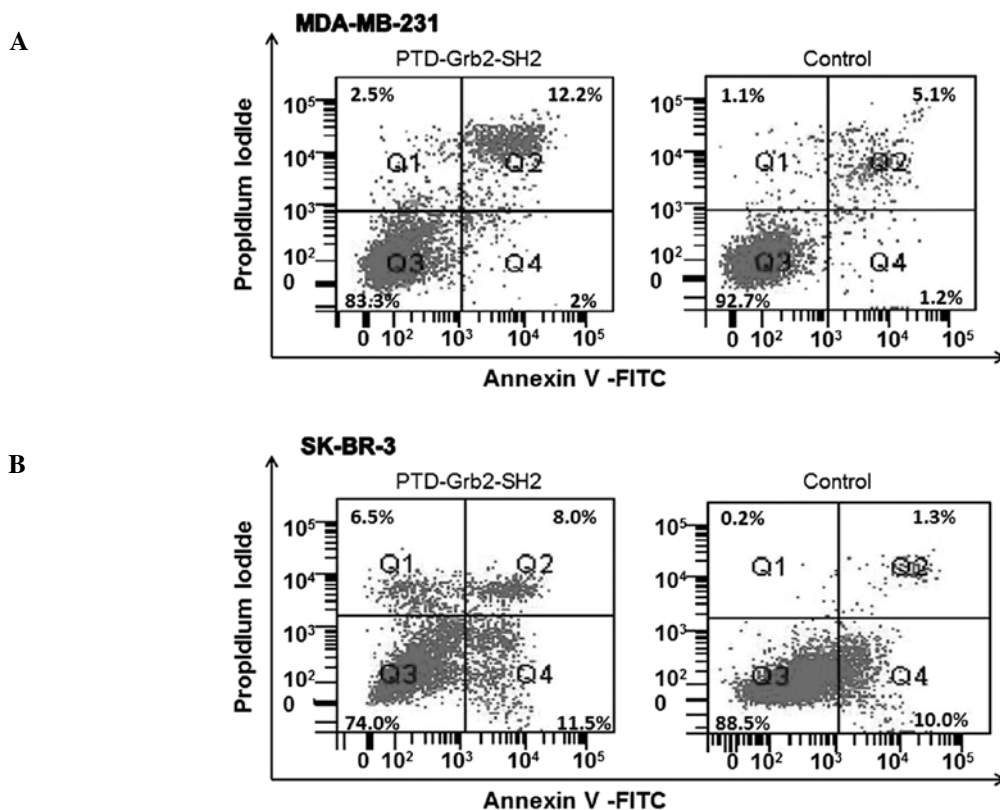 A
MDA-MB-231
PTD-Grb2-SH2
Control
2.5%
12.2%
1.1%
5.1%
10⁵
10⁵
10⁴
Q1
Q2
10⁴
Q1
Q2
10³
10³
10²
Q3
Q4
10²
Q3
Q4
0
0
83.3%
2%
92.7%
1.2%
0 10² 10³ 10⁴ 10⁵
0 10² 10³ 10⁴ 10⁵
Propidium Iodide
Annexin V -FITC
B
SK-BR-3
PTD-Grb2-SH2
Control
6.5%
8.0%
0.2%
1.3%
10⁵
10⁵
Q1
Q2
Q1
Q2
10⁴
10⁴
10³
10³
10²
Q3
Q4
10²
Q3
Q4
0
0
74.0%
11.5%
88.5%
10.0%
0 10² 10³ 10⁴ 10⁵
0 10² 10³ 10⁴ 10⁵
Propidium Iodide
Annexin V -FITC